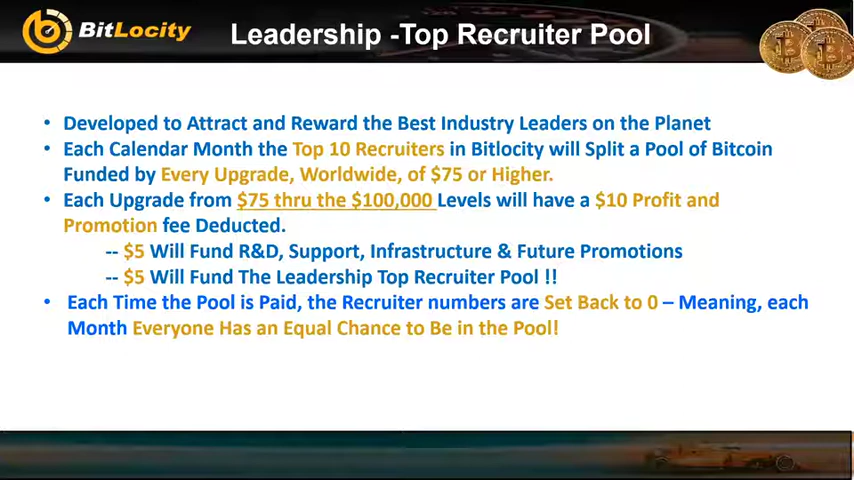 BitLocity
Leadership -Top Recruiter Pool
• Developed to Attract and Reward the Best Industry Leaders on the Planet
• Each Calendar Month the Top 10 Recruiters in Bitlocity will Split a Pool of Bitcoin
Funded by Every Upgrade, Worldwide, of $75 or Higher.
• Each Upgrade from $75 thru the $100,000 Levels will have a $10 Profit and
Promotion fee Deducted.
-- $5 Will Fund R&D, Support, Infrastructure & Future Promotions
-- $5 Will Fund The Leadership Top Recruiter Pool !!
• Each Time the Pool is Paid, the Recruiter numbers are Set Back to 0 – Meaning, each
Month Everyone Has an Equal Chance to Be in the Pool!